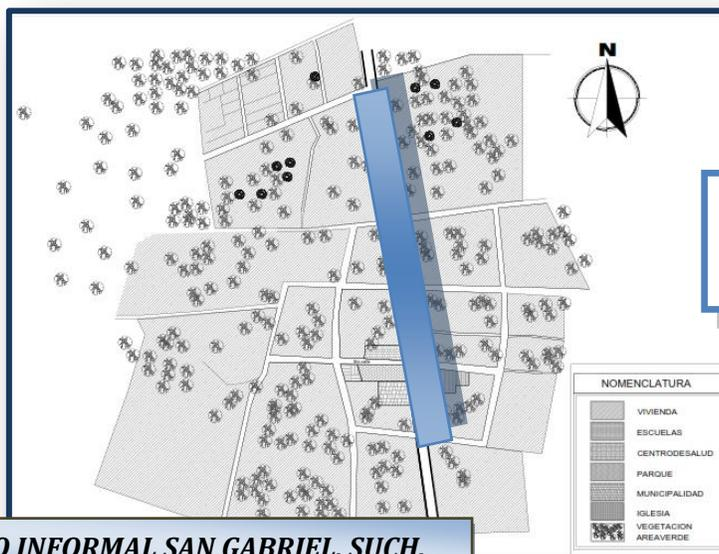 N
NOMENCLATURA
VIVIENDA
ESCUELAS
CENTRODESALUD
PARQUE
MUNICIPALIDAD
IGLESIA
VEGETACION
AREAVERDE
O INFORMAL SAN GABRIEL, SUCH.